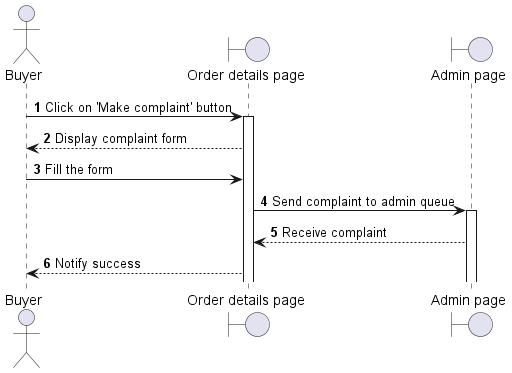 Buyer
Order details page
Admin page
1 Click on 'Make complaint' button
2 Display complaint form
3 Fill the form
4 Send complaint to admin queue
5 Receive complaint
6 Notify success
Buyer
Order details page
Admin page